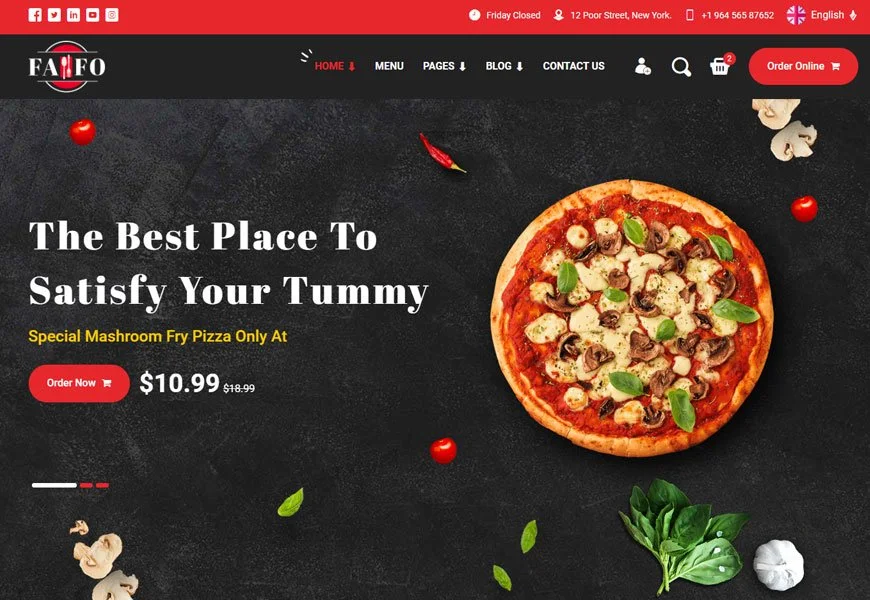 Friday Closed
12 Poor Street, New York.
+1 964 565 87652
English
FAFO
HOME
MENU
PAGES
BLOG
CONTACT US
2
Order Online
The Best Place To
Satisfy Your Tummy
Special Mashroom Fry Pizza Only At
Order Now
$10.99 $18.99